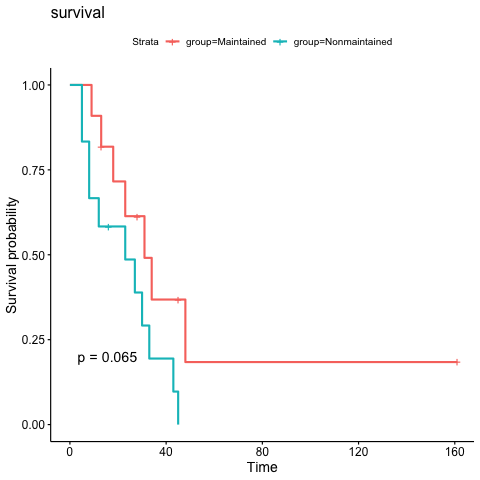 survival
Strata group=Maintained group=Nonmaintained
1.00
0.75
0.50
0.25
0.00
Survival probability
p = 0.065
0 40 80 120 160
Time